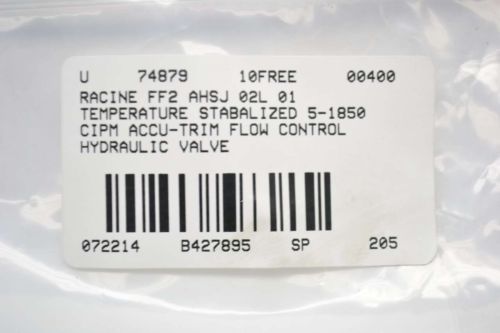 U 74879 10FREE 00400
RACINE FF2 AHSJ 02L 01
TEMPERATURE STABALIZED 5-1850
CIPM ACCU-TRIM FLOW CONTROL
HYDRAULIC VALVE
072214 B427895 SP 205